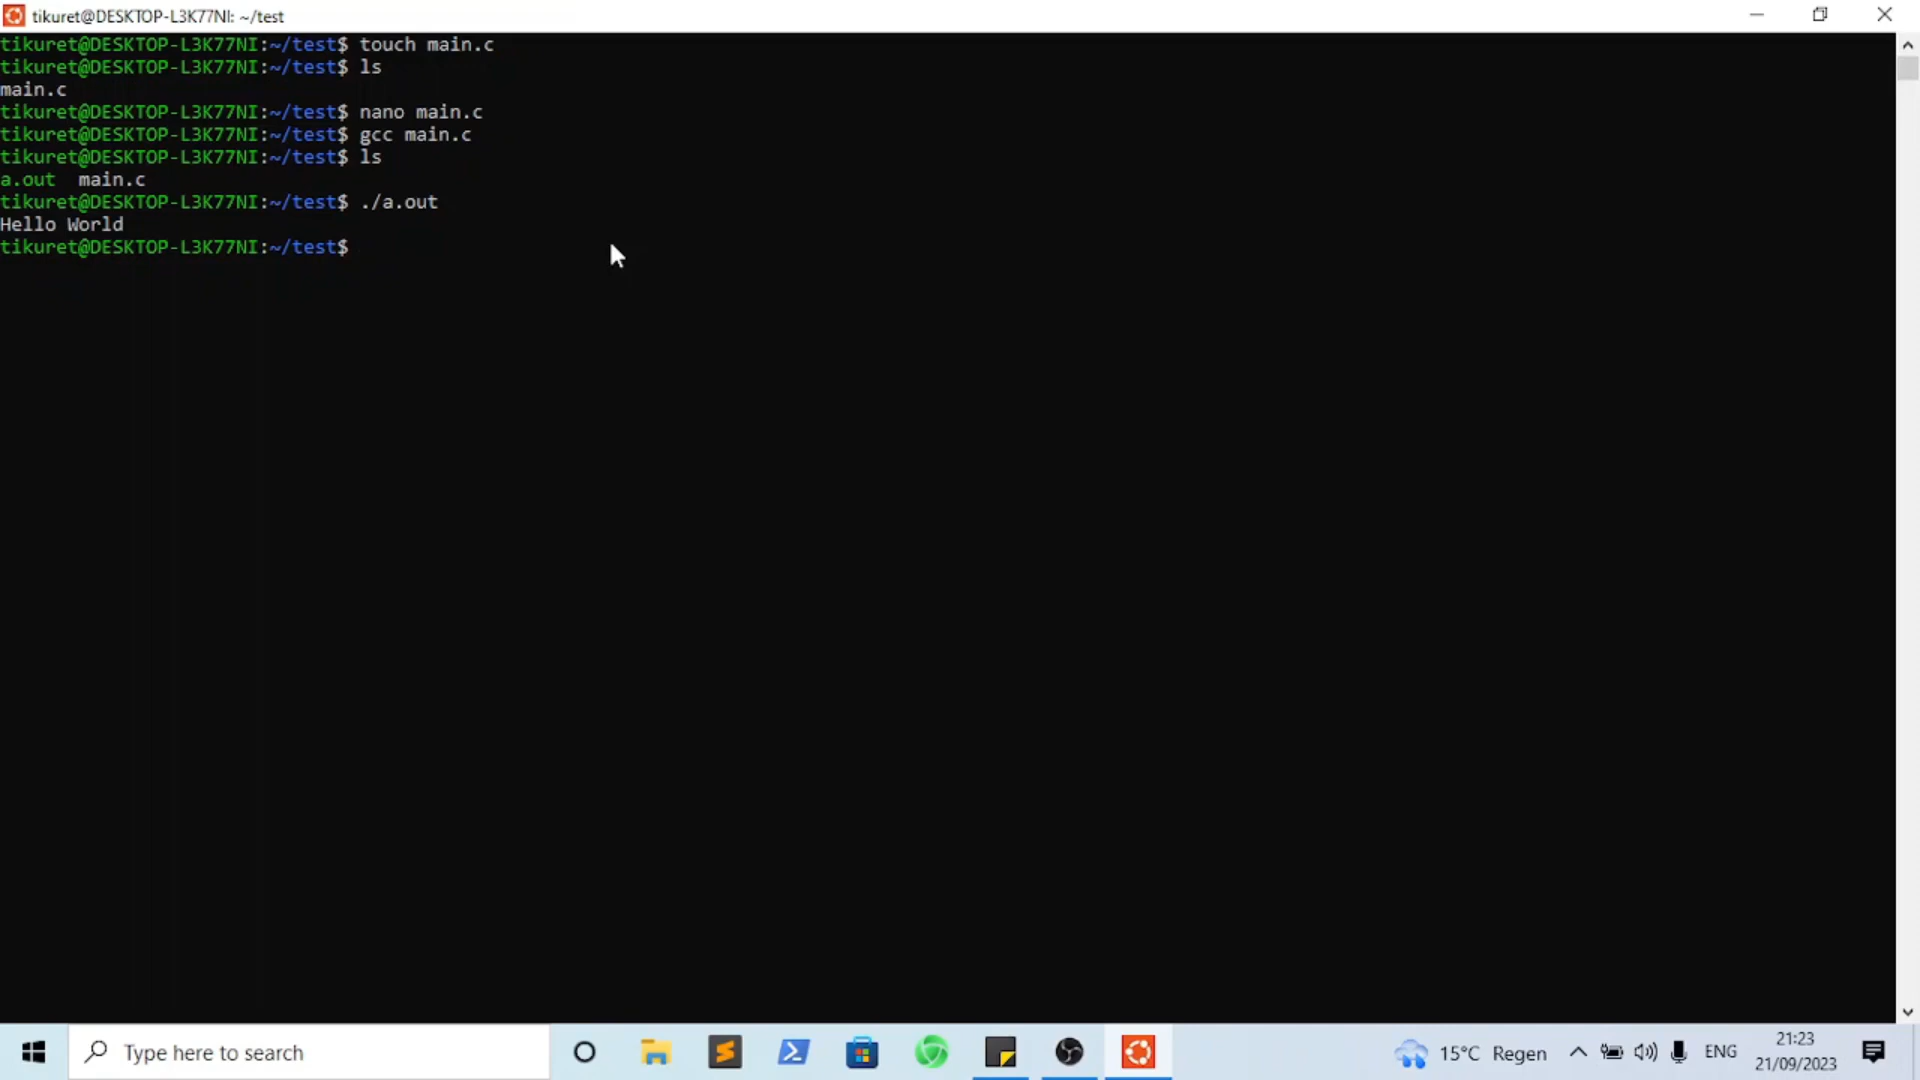 tikuret@DESKTOP-L3K77NI: ~/test
tikuret@DESKTOP-L3K77NI:~/test$ touch main.c
tikuret@DESKTOP-L3K77NI:~/test$ ls
main.c
tikuret@DESKTOP-L3K77NI:~/test$ nano main.c
tikuret@DESKTOP-L3K77NI:~/test$ gcc main.c
tikuret@DESKTOP-L3K77NI:~/test$ ls
a.out  main.c
tikuret@DESKTOP-L3K77NI:~/test$ ./a.out
Hello World
tikuret@DESKTOP-L3K77NI:~/test$
Type here to search
15°C Regen
ENG
21:23
21/09/2023